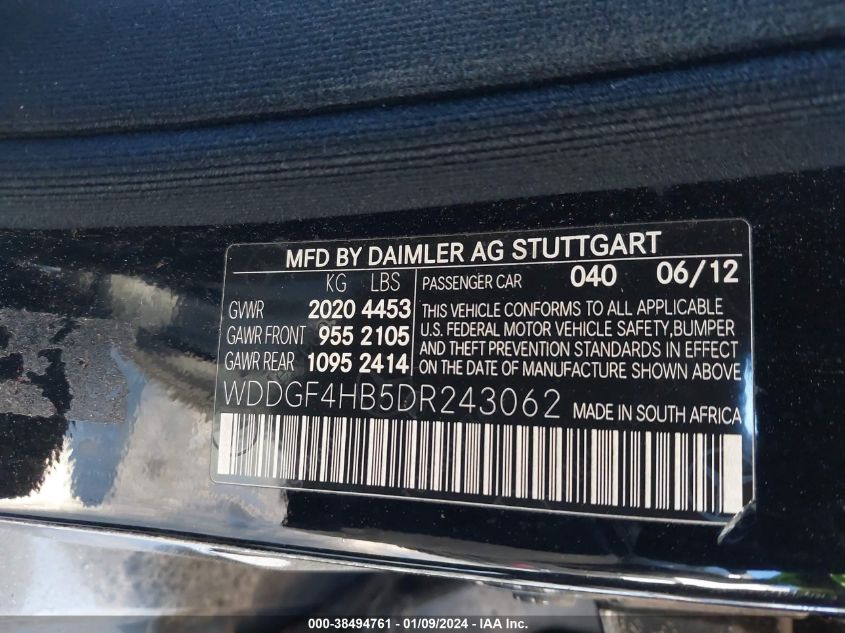 MFD BY DAIMLER AG STUTTGART
KG LBS PASSENGER CAR 040 06/12
GVWR 2020 4453 THIS VEHICLE CONFORMS TO ALL APPLICABLE
GAWR FRONT 955 2105 U.S. FEDERAL MOTOR VEHICLE SAFETY,BUMPER
AND THEFT PREVENTION STANDARDS IN EFFECT
GAWR REAR 1095 2414 ON THE DATE OF MANUFACTURE SHOWN ABOVE
WDDGF4HB5DR243062 MADE IN SOUTH AFRICA
000-38494761 - 01/09/2024 - IAA Inc.